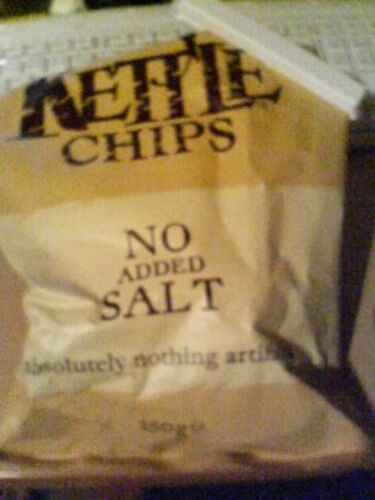 KETTLE
CHIPS
NO
ADDED
SALT
absolutely nothing
150g